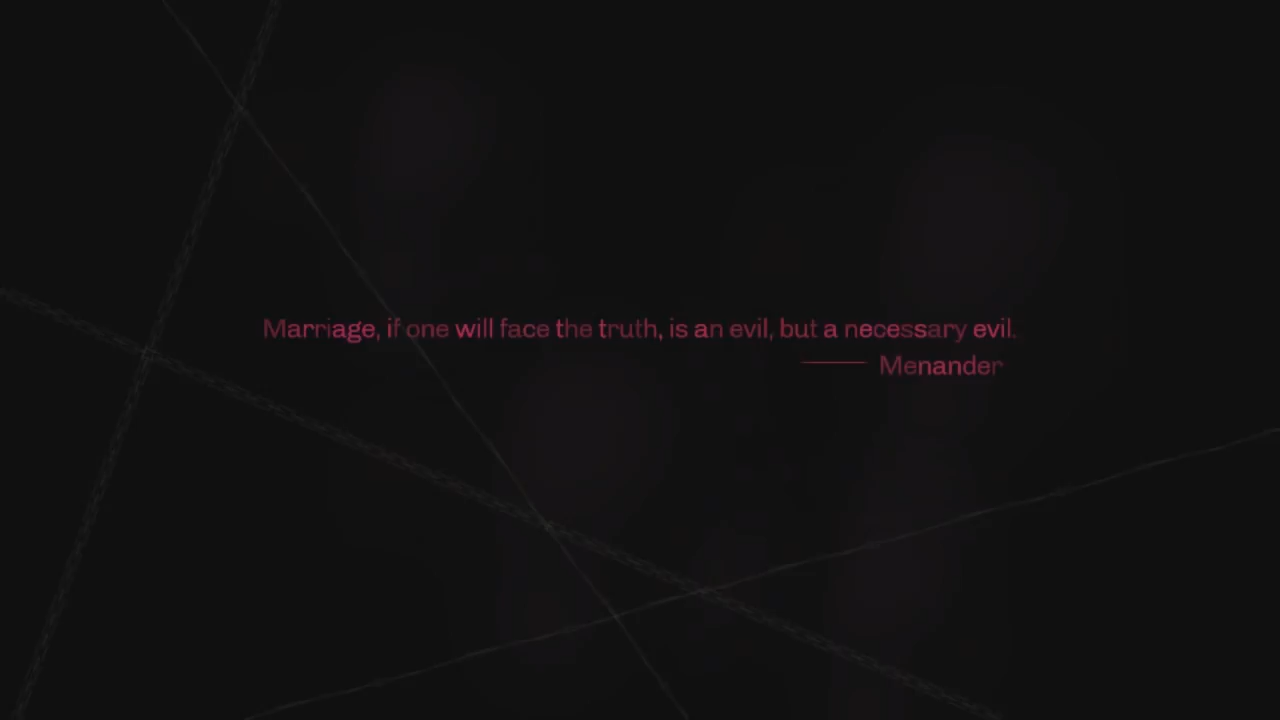 Marriage, if one will face the truth, is an evil, but a necessary evil.
—— Menander